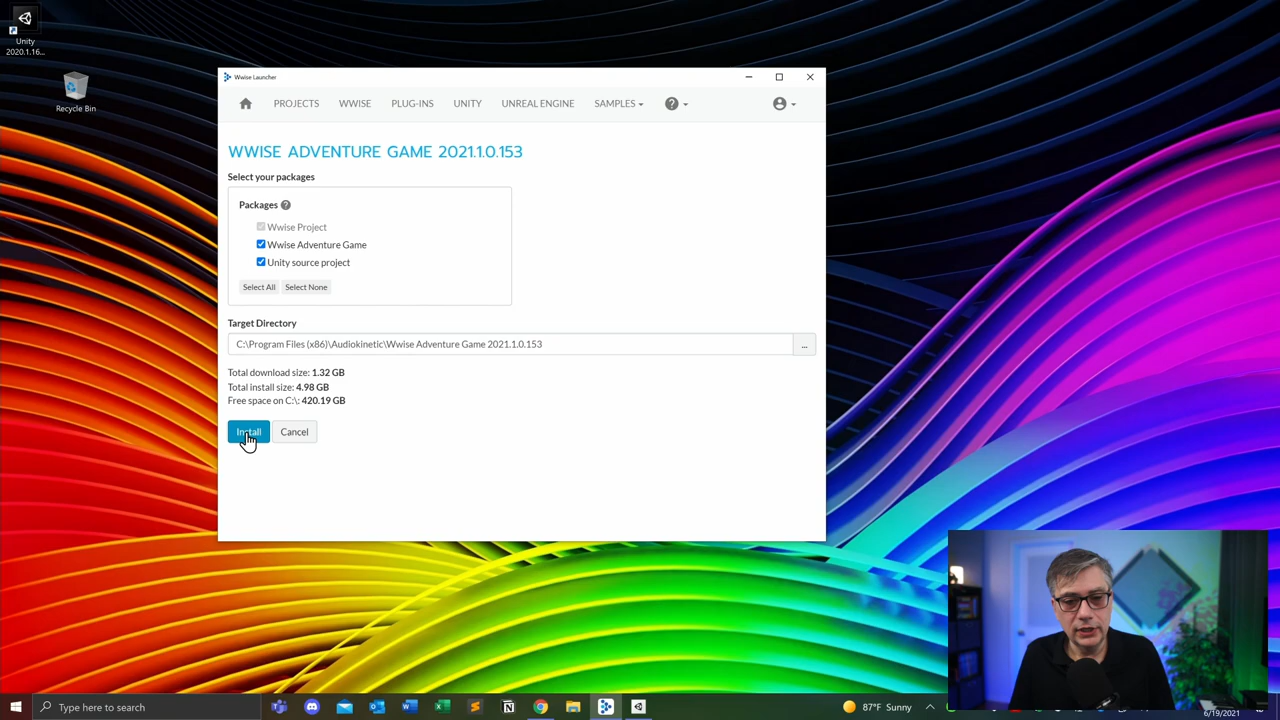 Unity
2020.1.16...
Recycle Bin
Wwise Launcher
PROJECTS WWISE PLUG-INS UNITY UNREAL ENGINE SAMPLES
WWISE ADVENTURE GAME 2021.1.0.153
Select your packages
Packages ?
Wwise Project
Wwise Adventure Game
Unity source project
Select All Select None
Target Directory
C:\Program Files (x86)\Audiokinetic\Wwise Adventure Game 2021.1.0.153 ...
Total download size: 1.32 GB
Total install size: 4.98 GB
Free space on C:\: 420.19 GB
Install Cancel
Type here to search
87°F Sunny
6/19/2021